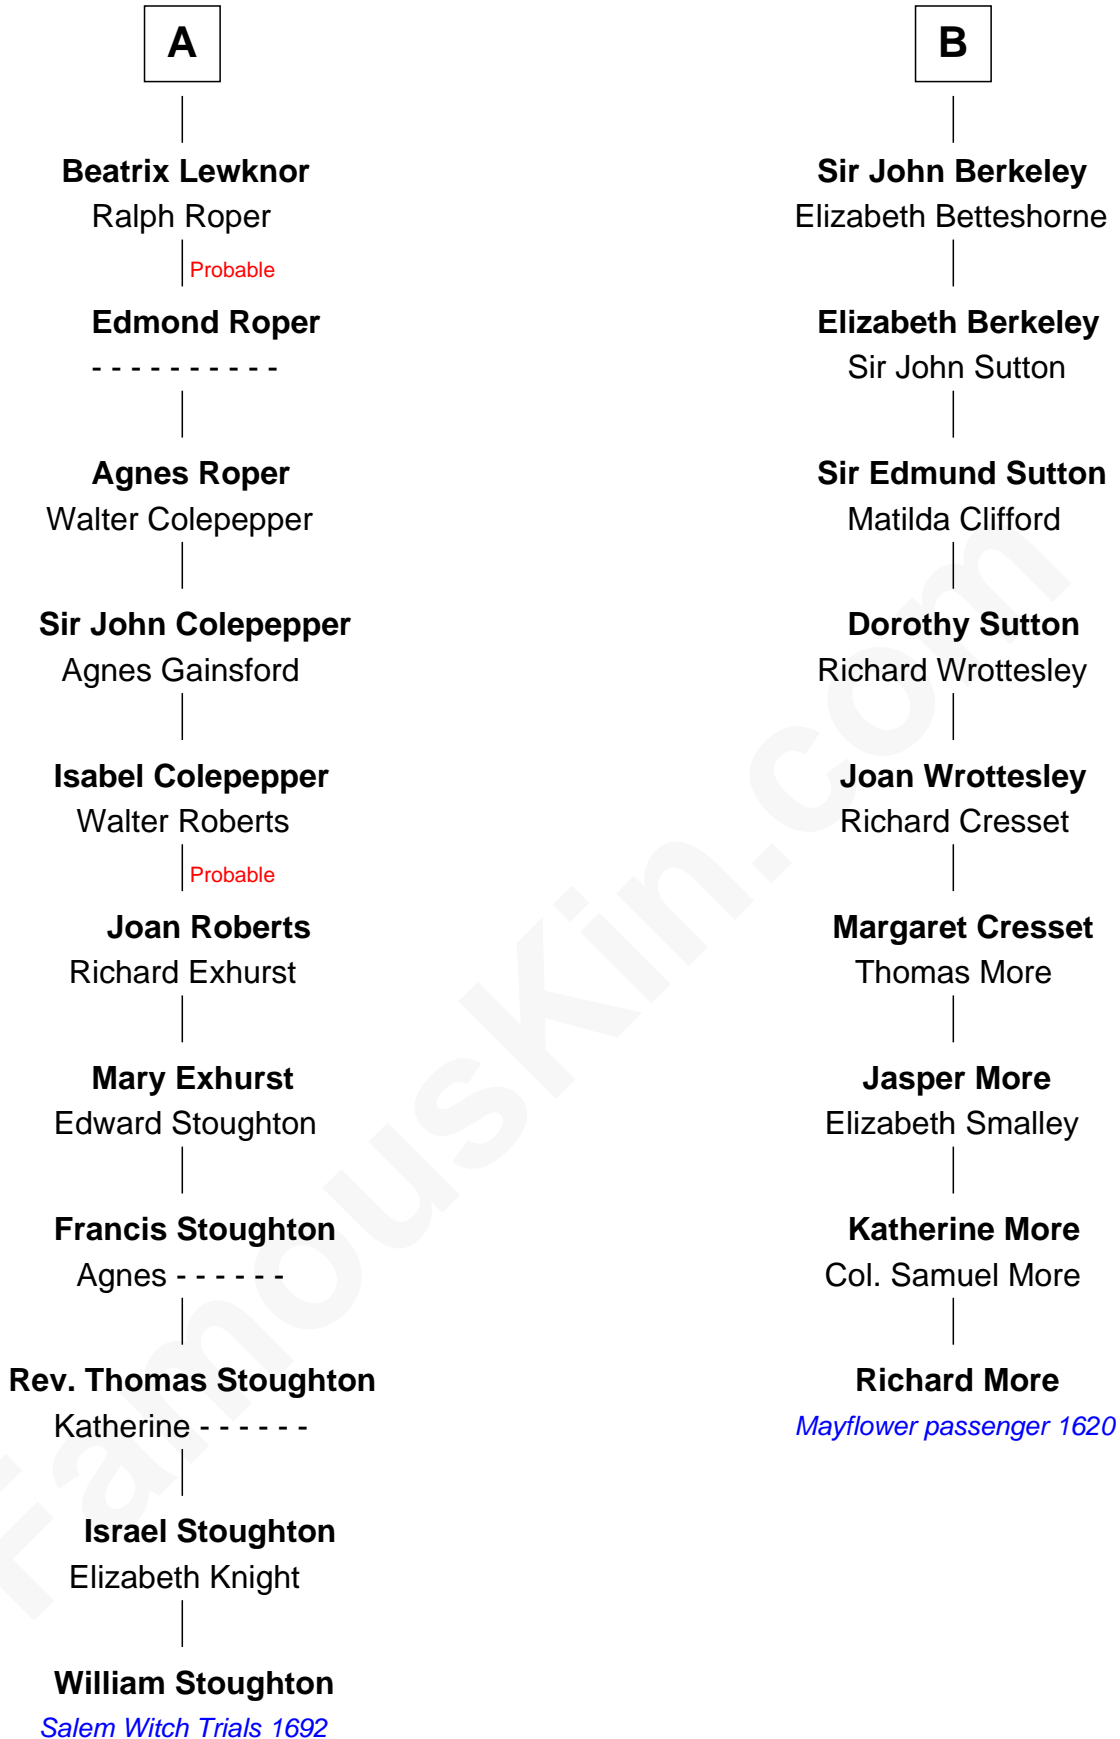 A
Beatrix Lewknor
Ralph Roper
Probable
Edmond Roper
- - - - - - - - - -
Agnes Roper
Walter Colepepper
Sir John Colepepper
Agnes Gainsford
Isabel Colepepper
Walter Roberts
Probable
Joan Roberts
Richard Exhurst
Mary Exhurst
Edward Stoughton
Francis Stoughton
Agnes - - - - - -
Rev. Thomas Stoughton
Katherine - - - - - -
Israel Stoughton
Elizabeth Knight
William Stoughton
Salem Witch Trials 1692
B
Sir John Berkeley
Elizabeth Betteshorne
Elizabeth Berkeley
Sir John Sutton
Sir Edmund Sutton
Matilda Clifford
Dorothy Sutton
Richard Wrottesley
Joan Wrottesley
Richard Cresset
Margaret Cresset
Thomas More
Jasper More
Elizabeth Smalley
Katherine More
Col. Samuel More
Richard More
Mayflower passenger 1620
FamousKin.com